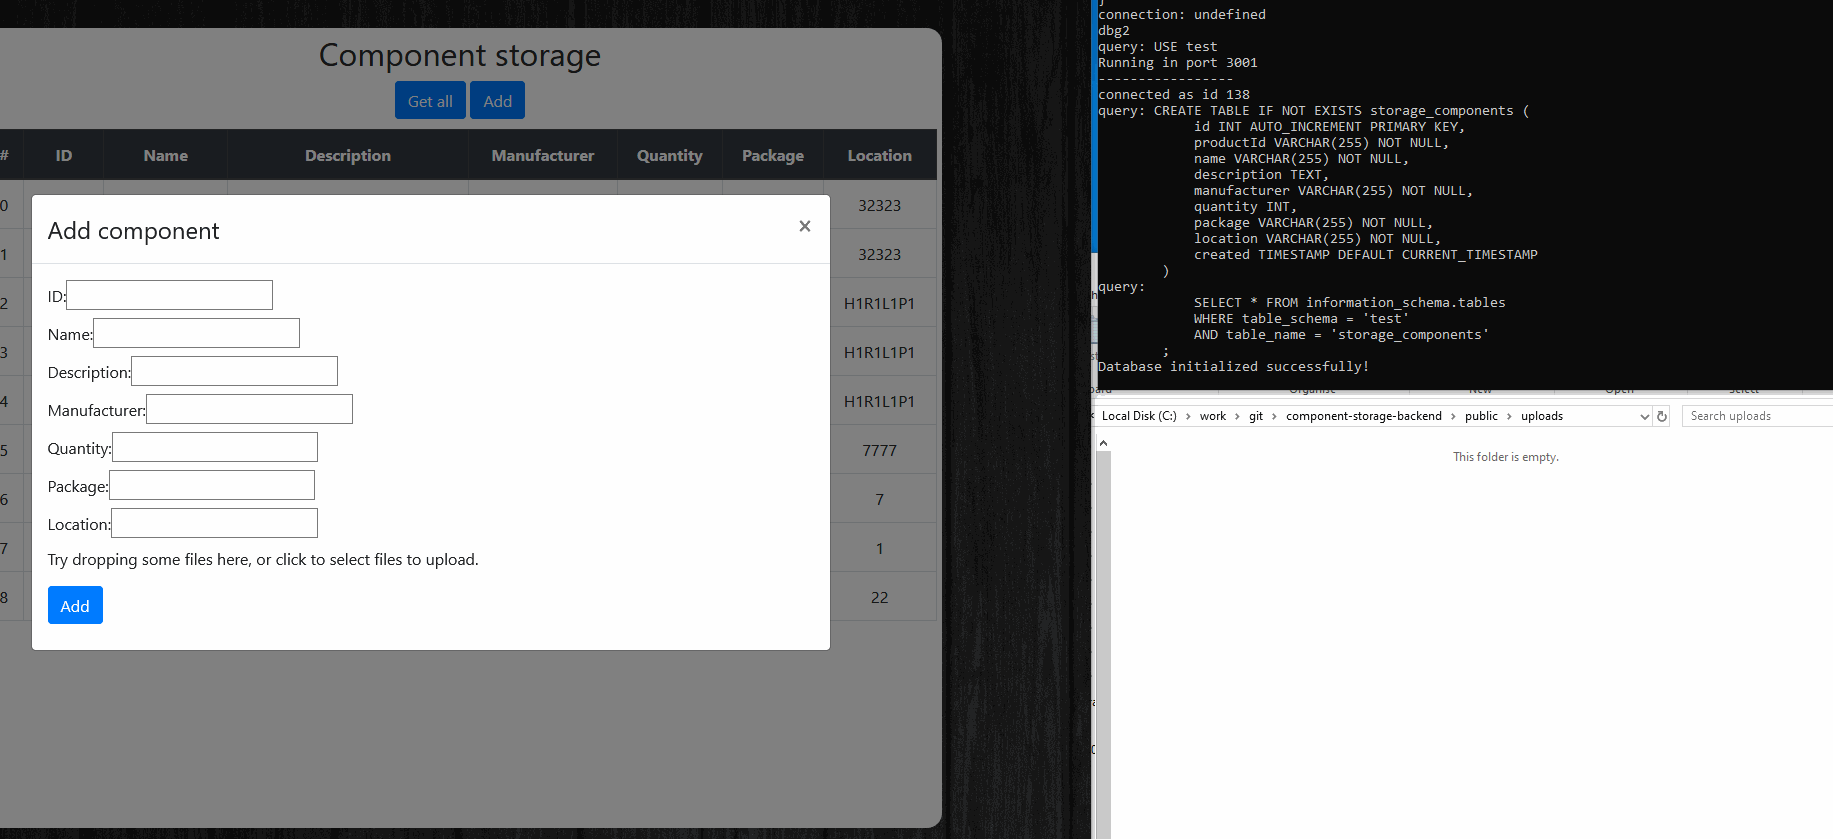 Component storage
Get all
Add
# ID Name Description Manufacturer Quantity Package Location
0 32323
1 32323
2 H1R1L1P1
3 H1R1L1P1
4 H1R1L1P1
5 7777
6 7
7 1
8 22
Add component
×
ID:
Name:
Description:
Manufacturer:
Quantity:
Package:
Location:
Try dropping some files here, or click to select files to upload.
Add
connection: undefined
dbg2
query: USE test
Running in port 3001
-----------------
connected as id 138
query: CREATE TABLE IF NOT EXISTS storage_components (
id INT AUTO_INCREMENT PRIMARY KEY,
productId VARCHAR(255) NOT NULL,
name VARCHAR(255) NOT NULL,
description TEXT,
manufacturer VARCHAR(255) NOT NULL,
quantity INT,
package VARCHAR(255) NOT NULL,
location VARCHAR(255) NOT NULL,
created TIMESTAMP DEFAULT CURRENT_TIMESTAMP
)
query:
SELECT * FROM information_schema.tables
WHERE table_schema = 'test'
AND table_name = 'storage_components'
;
Database initialized successfully!
Local Disk (C:) > work > git > component-storage-backend > public > uploads
Search uploads
This folder is empty.